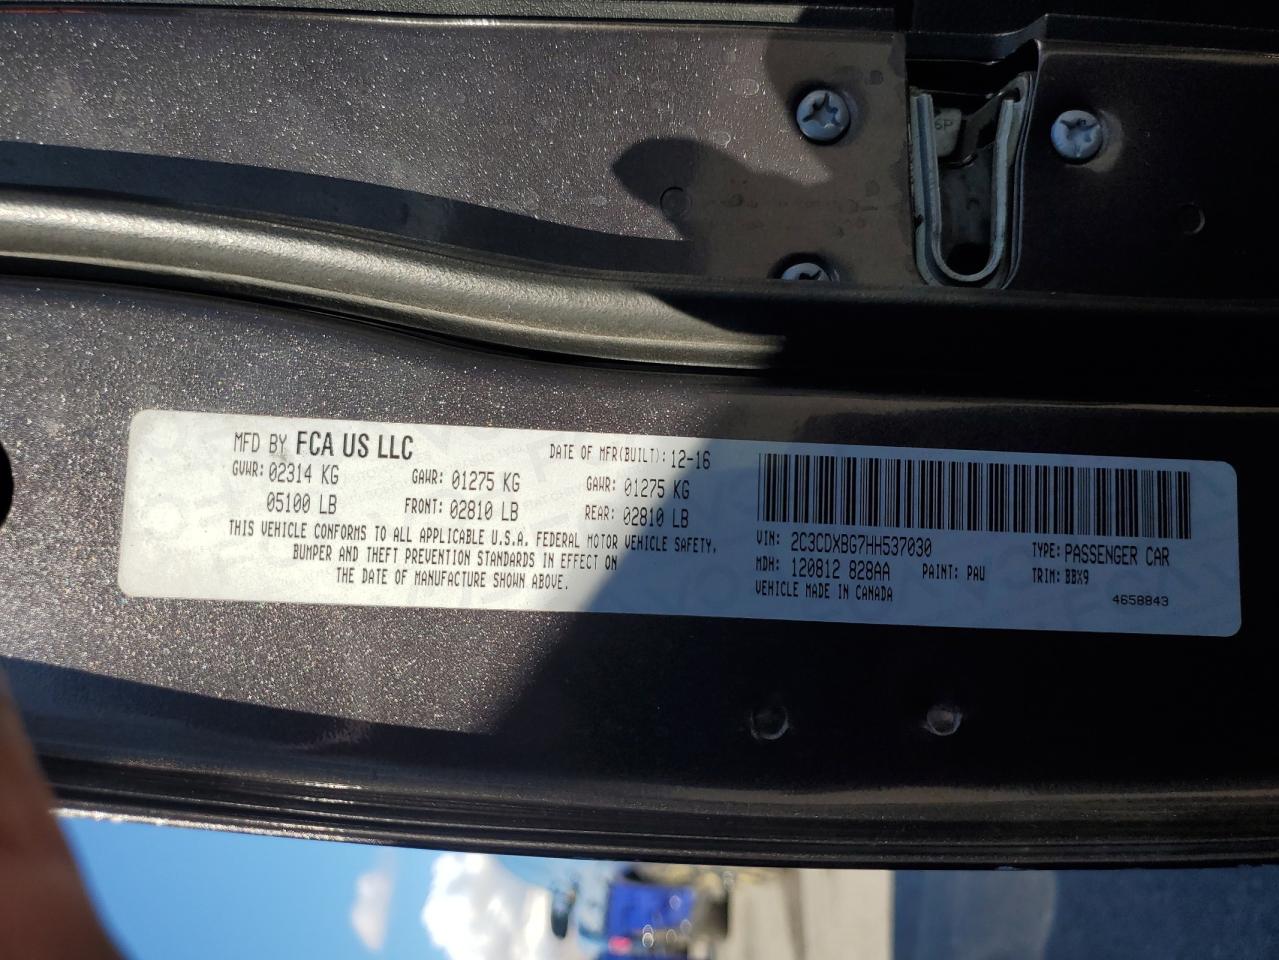 MFD BY FCA US LLC
DATE OF MFR(BUILT): 12-16
GVWR: 02314 KG
GAWR: 01275 KG
GAWR: 01275 KG
05100 LB
FRONT: 02810 LB
REAR: 02810 LB
THIS VEHICLE CONFORMS TO ALL APPLICABLE U.S.A. FEDERAL MOTOR VEHICLE SAFETY,
BUMPER AND THEFT PREVENTION STANDARDS IN EFFECT ON
THE DATE OF MANUFACTURE SHOWN ABOVE.
VIN: 2C3CDXBG7HH537030
TYPE: PASSENGER CAR
MDH: 120812 828AA
PAINT: PAU
TRIM: BBX9
VEHICLE MADE IN CANADA
4658843